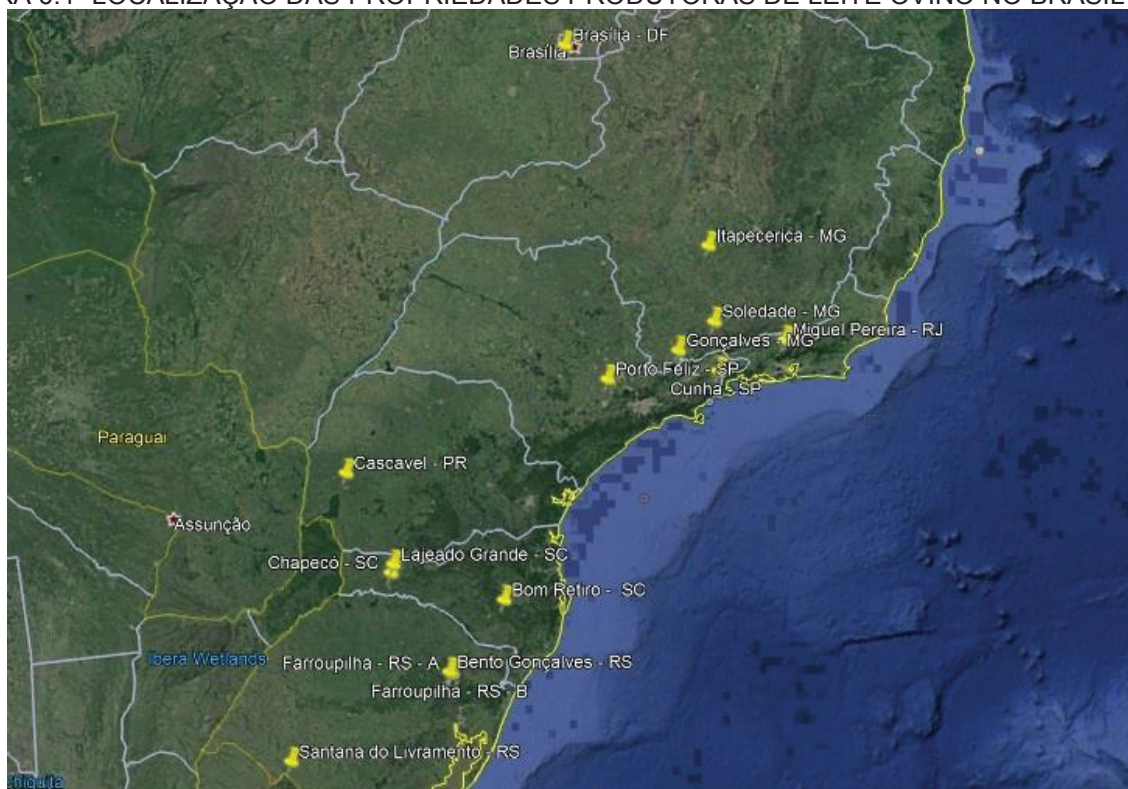 LOCALIZAÇÃO DAS PROPRIEDADES PRODUTORAS DE LEITE OVINO NO BRASIL
Brasília - DF
Brasília
Itapecerica - MG
Soledade - MG
Miguel Pereira - RJ
Gonçalves - MG
Porto Feliz - SP
Cunha - SP
Paraguai
Cascavel - PR
Assunção
Lajeado Grande - SC
Chapecó - SC
Bom Retiro - SC
Iberá Wetlands
Farroupilha - RS - A
Bento Gonçalves - RS
Farroupilha - RS - B
Santana do Livramento - RS
Chiquita